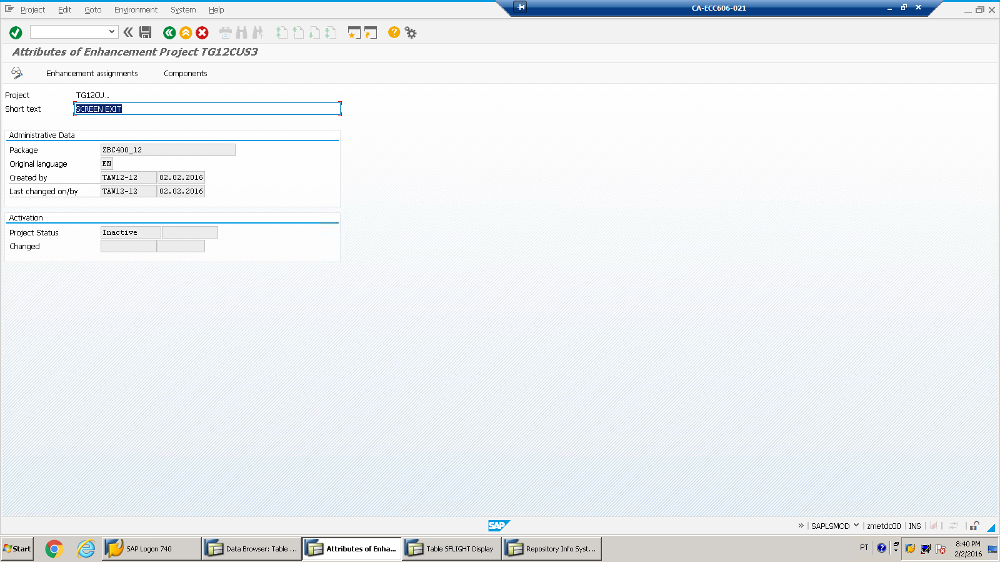 Project Edit Goto Environment System Help
CA-ECC606-021
Attributes of Enhancement Project TG12CUS3
Enhancement assignments Components
Project TG12CU...
Short text SCREEN EXIT
Administrative Data
Package ZBC400_12
Original language EN
Created by TAW12-12 02.02.2016
Last changed on/by TAW12-12 02.02.2016
Activation
Project Status Inactive
Changed
SAP
SAPLSMOD zmetdc00 INS
Start SAP Logon 740 Data Browser: Table ... Attributes of Enha... Table SFLIGHT Display Repository Info Syst... PT 8:40 PM
2/2/2016